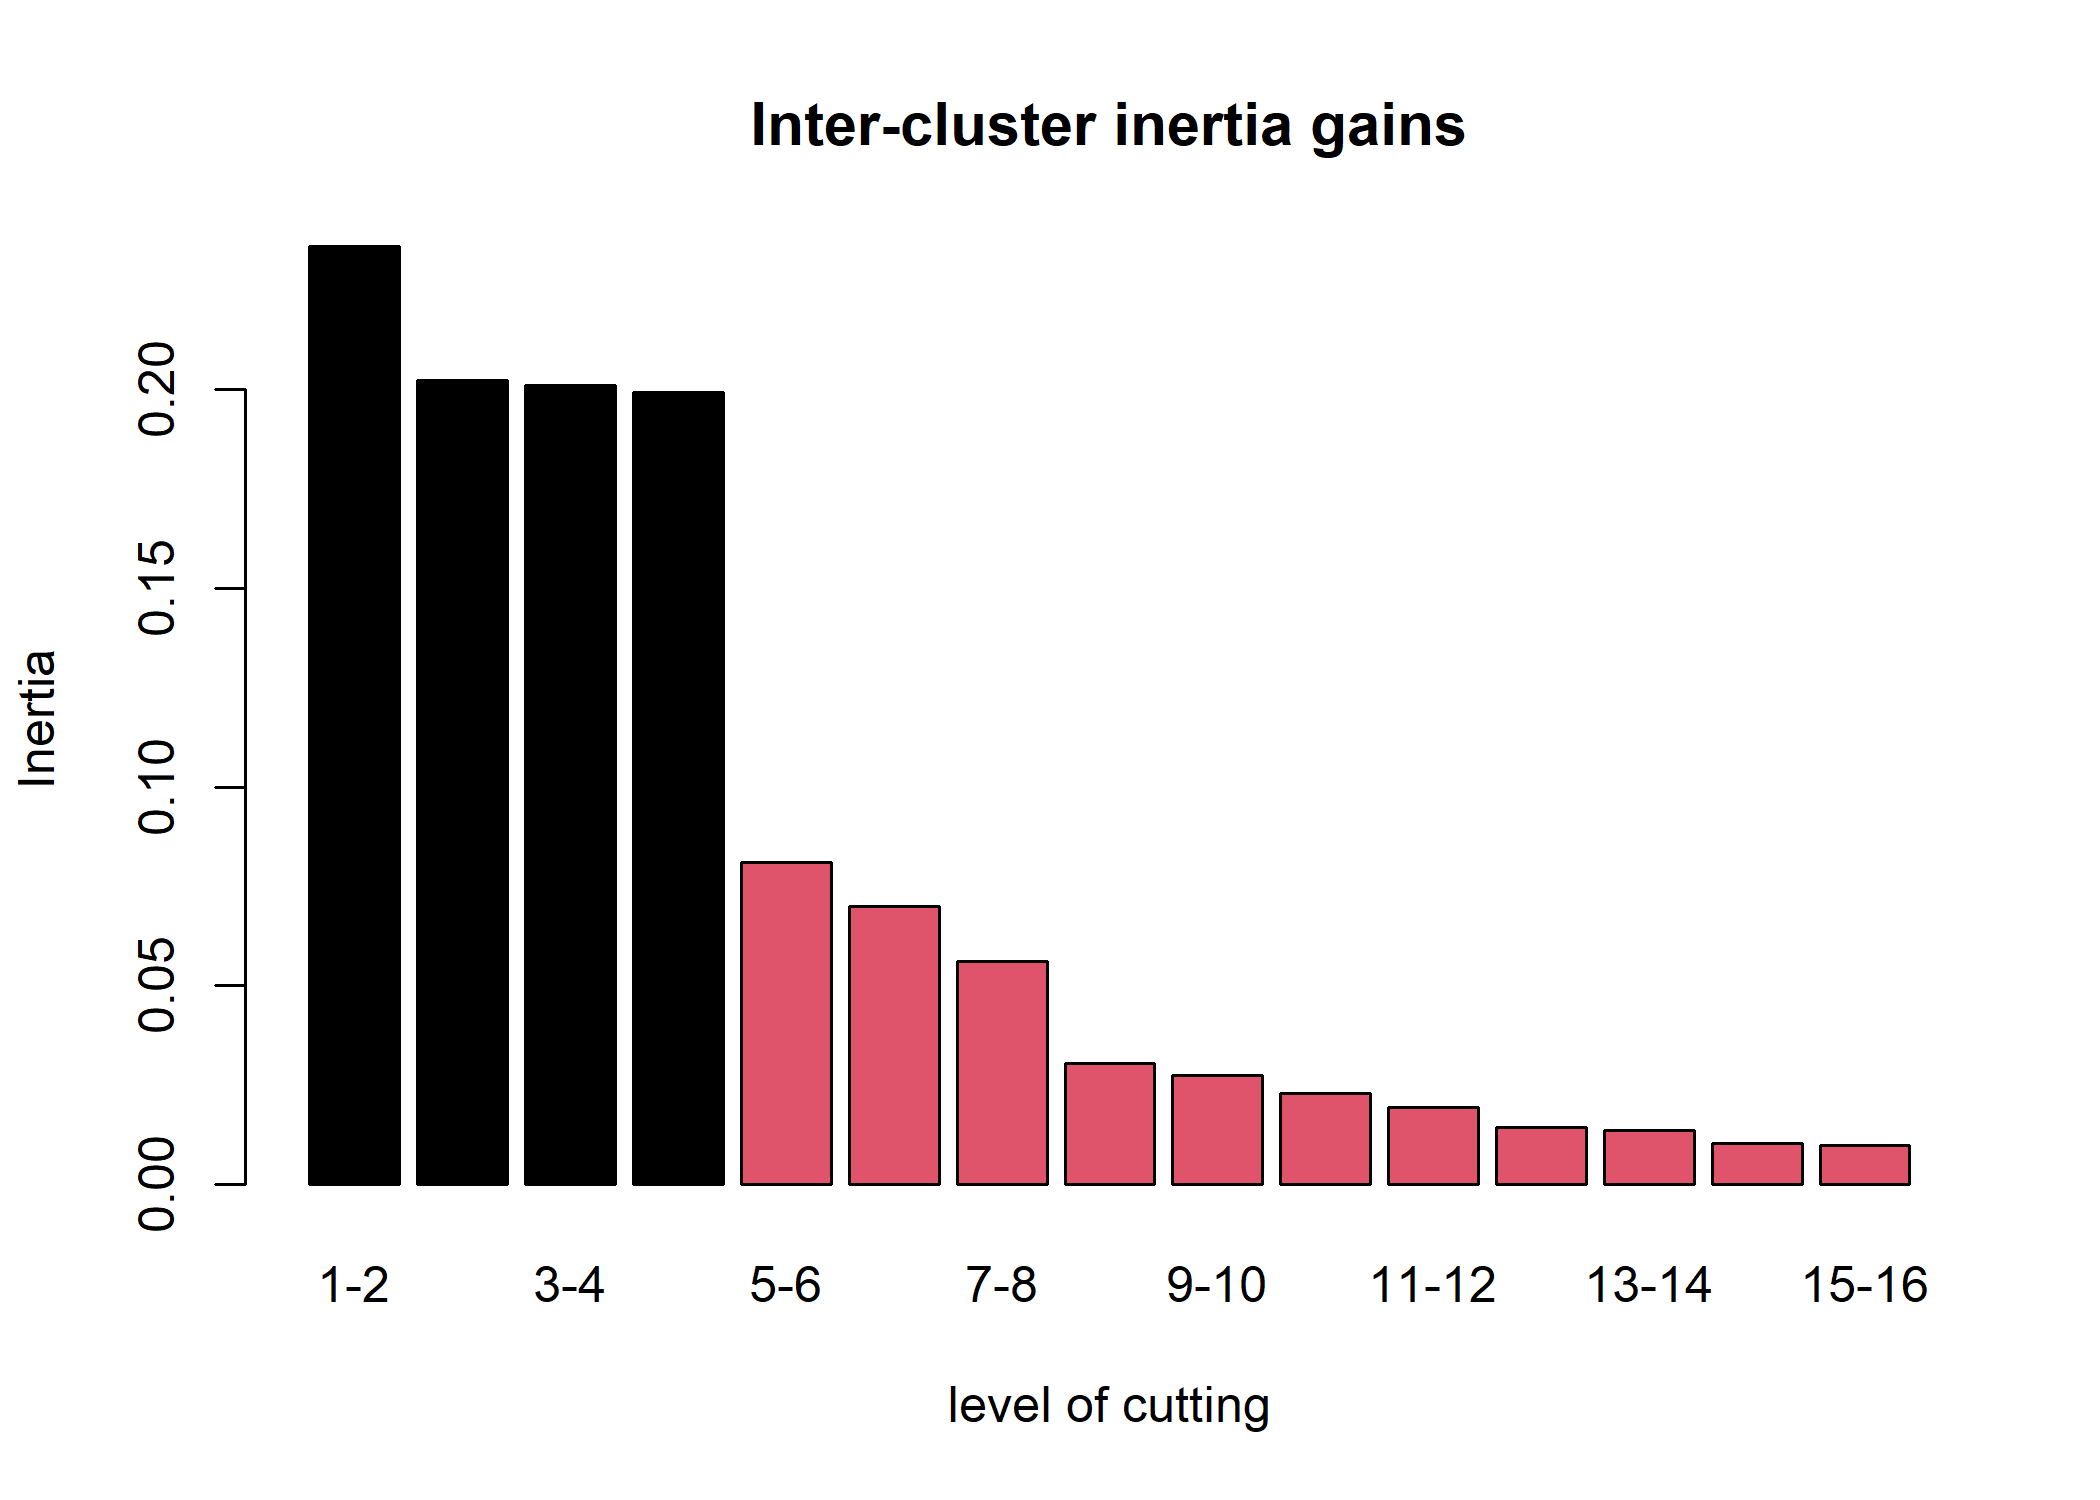 Inter-cluster inertia gains
Inertia
0.20
0.15
0.10
0.05
0.00
1-2 3-4 5-6 7-8 9-10 11-12 13-14 15-16
level of cutting